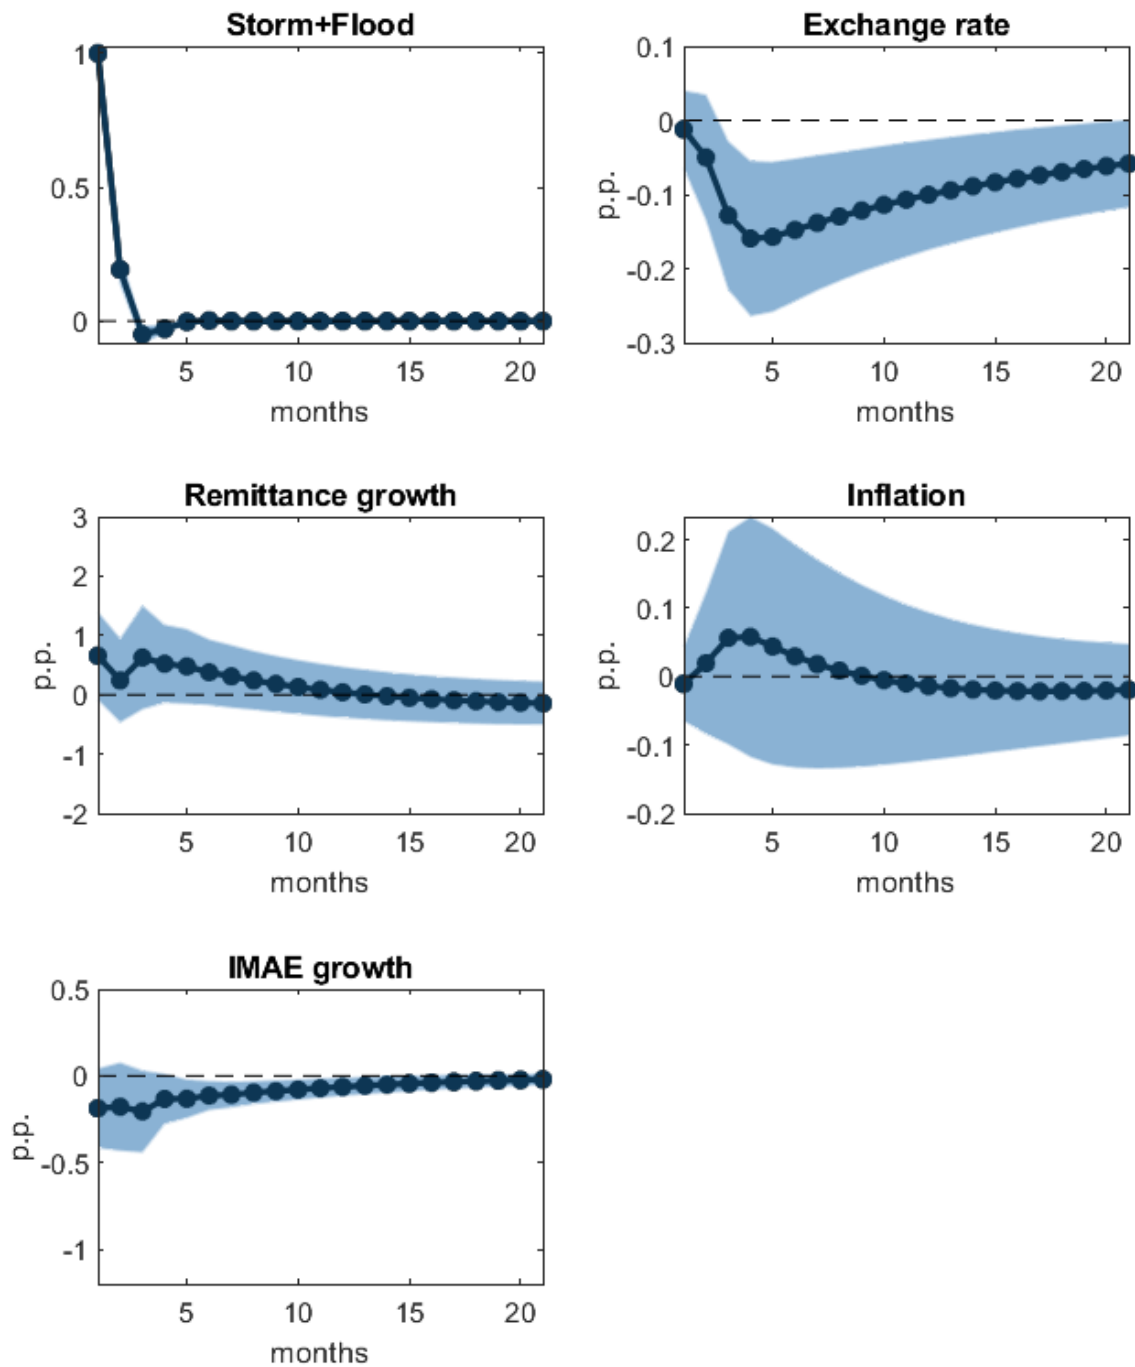 Storm+Flood
1
0.5
0
5 10 15 20
months
Exchange rate
0.1
0
-0.1
-0.2
-0.3
p.p.
5 10 15 20
months
Remittance growth
3
2
1
0
-1
-2
p.p.
5 10 15 20
months
Inflation
0.2
0.1
0
-0.1
-0.2
p.p.
5 10 15 20
months
IMAE growth
0.5
0
-0.5
-1
p.p.
5 10 15 20
months